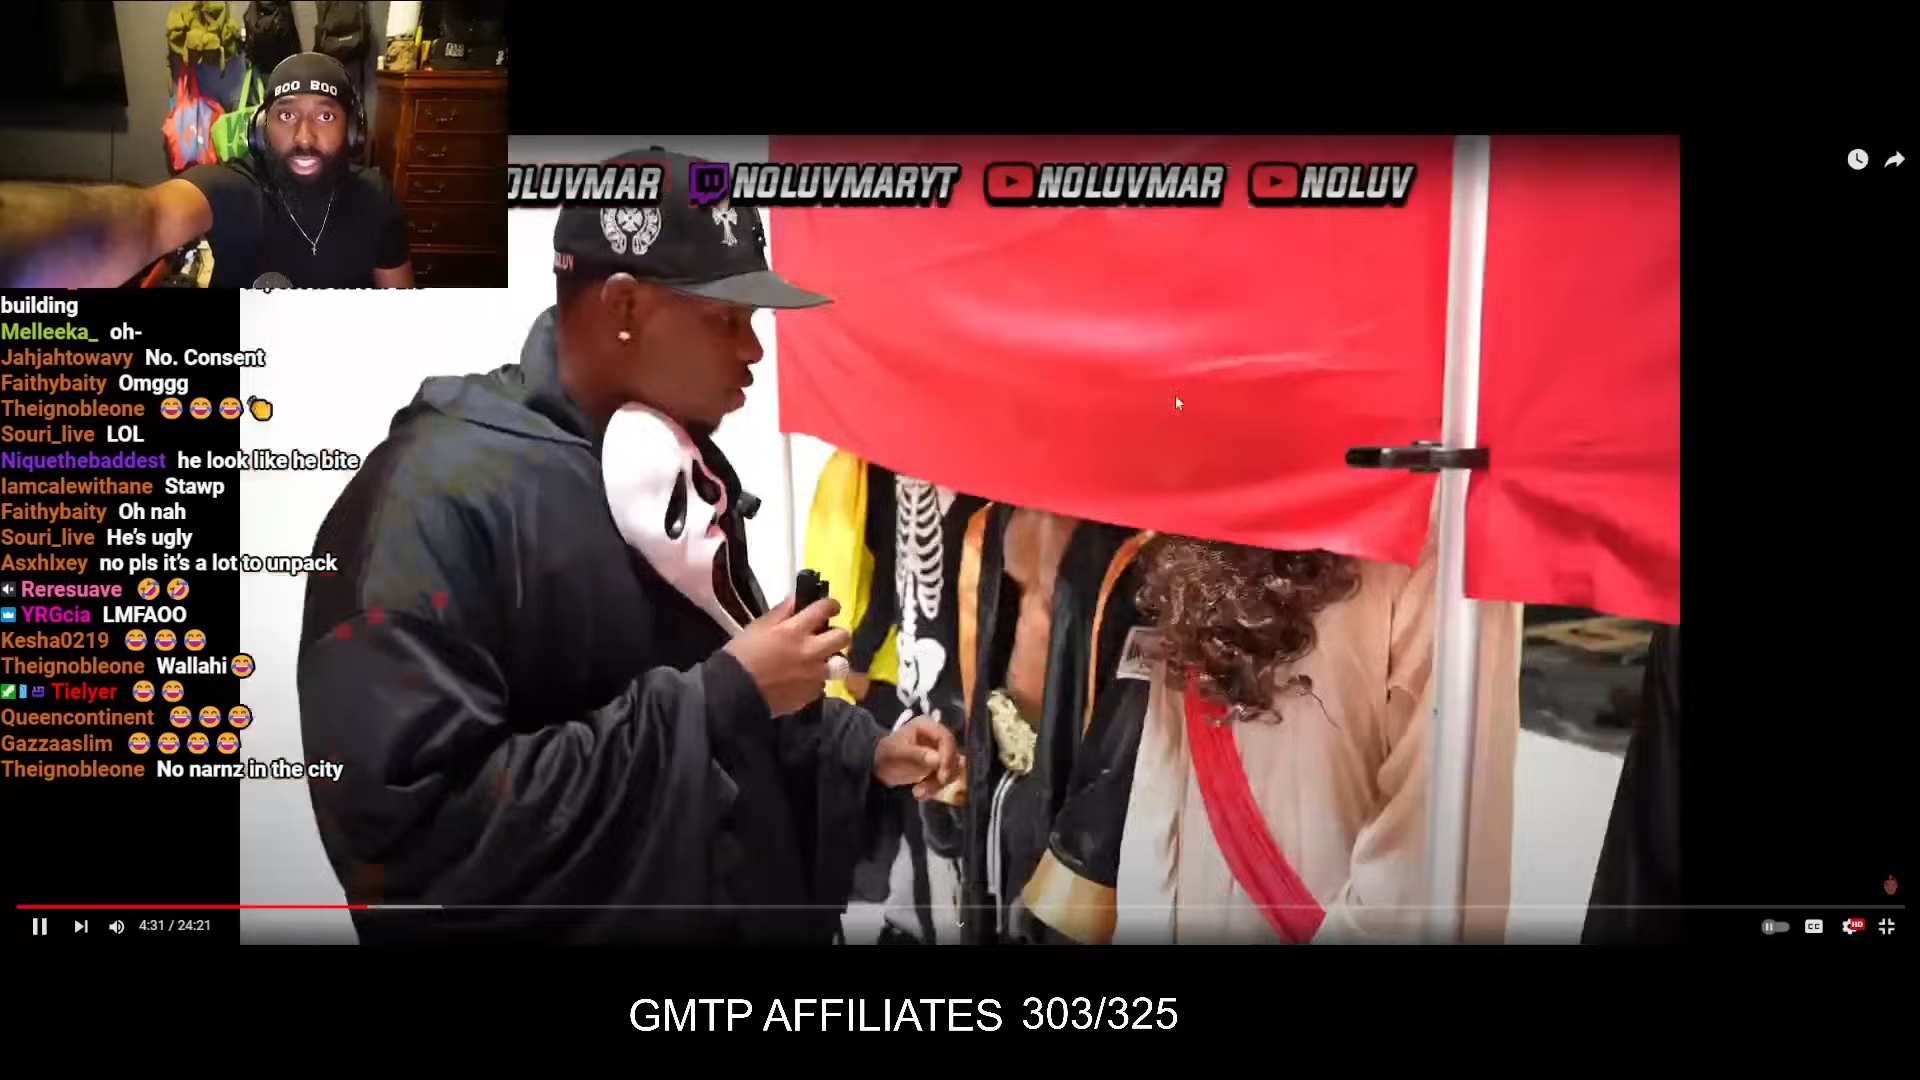 BOO BOO
OLUVMAR NOLUVMARYT NOLUVMAR NOLUV
building
Melleeka_ oh-
Jahjahtowavy No. Consent
Faithybaity Omggg
Theignobleone 😂😂😂👏
Souri_live LOL
Niquethebaddest he look like he bite
Iamcalewithane Stawp
Faithybaity Oh nah
Souri_live He's ugly
Asxhlxey no pls it's a lot to unpack
Reresuave 🤣🤣
YRGcia LMFAOO
Kesha0219 😂😂😂
Theignobleone Wallahi😂
Tielyer 😂😂
Queencontinent 😂😂😂
Gazzaaslim 😂😂😂😂
Theignobleone No narnz in the city
4:31 / 24:21
CC
HD
GMTP AFFILIATES 303/325